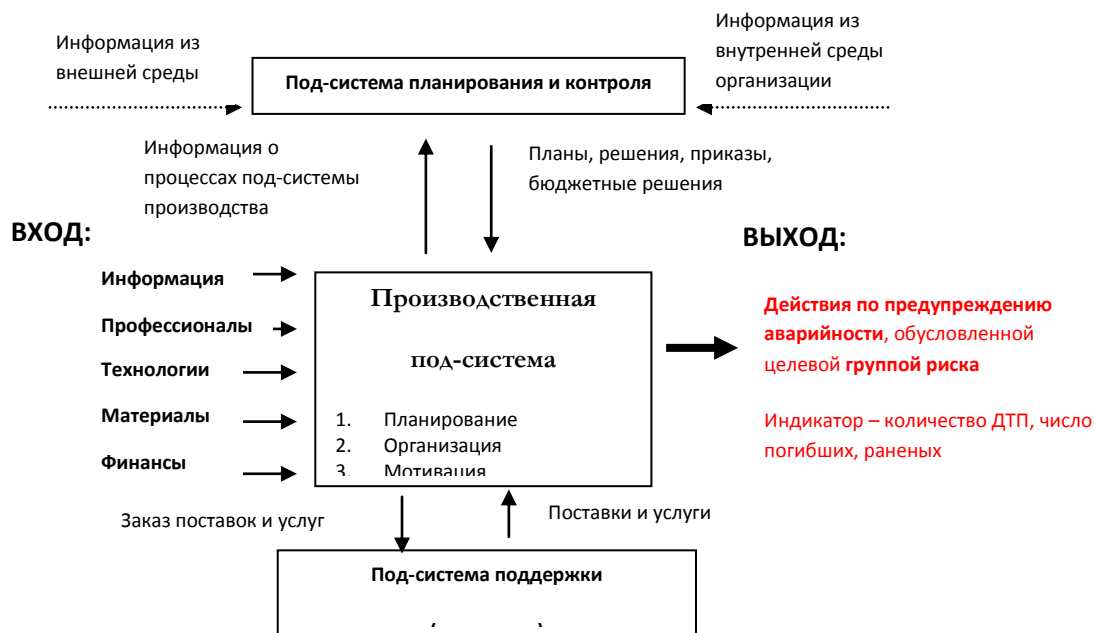 Информация из
внешней среды
Информация из
внутренней среды
организации
Под-система планирования и контроля
Информация о
процессах под-системы
производства
Планы, решения, приказы,
бюджетные решения
ВХОД:
ВЫХОД:
Информация
Профессионалы
Технологии
Материалы
Финансы
Производственная
под-система
1. Планирование
2. Организация
3. Мотивация
Действия по предупреждению
аварийности, обусловленной
целевой группой риска
Индикатор – количество ДТП, число
погибших, раненых
Заказ поставок и услуг
Поставки и услуги
Под-система поддержки